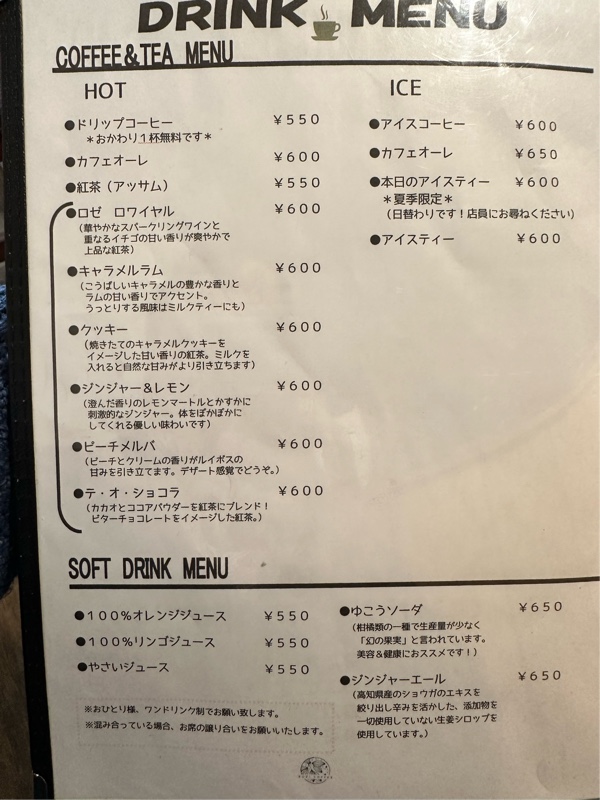 DRINK MENU
COFFEE&TEA MENU
HOT
●ドリップコーヒー ￥５５０
＊おかわり１杯無料です＊
●カフェオーレ ￥６００
●紅茶（アッサム） ￥５５０
●ロゼ　ロワイヤル ￥６００
（華やかなスパークリングワインと
重なるイチゴの甘い香りが爽やかで
上品な紅茶）
●キャラメルラム ￥６００
（こうばしいキャラメルの豊かな香りと
ラムの甘い香りでアクセント。
うっとりする風味はミルクティーにも）
●クッキー ￥６００
（焼きたてのキャラメルクッキーを
イメージした甘い香りの紅茶。ミルクを
入れると自然な甘みがより引き立ちます）
●ジンジャー＆レモン ￥６００
（澄んだ香りのレモンマートルとかすかに
刺激的なジンジャー。体をぽかぽかに
してくれる優しい味わいです）
●ピーチメルバ ￥６００
（ピーチとクリームの香りがルイボスの
甘みを引き立てます。デザート感覚でどうぞ。）
●テ・オ・ショコラ ￥６００
（カカオとココアパウダーを紅茶にブレンド！
ビターチョコレートをイメージした紅茶。）
ICE
●アイスコーヒー ￥６００
●カフェオーレ ￥６５０
●本日のアイスティー ￥６００
＊夏季限定＊
（日替わりです！店員にお尋ねください）
●アイスティー ￥６００
SOFT DRINK MENU
●１００％オレンジジュース ￥５５０
●１００％リンゴジュース ￥５５０
●やさいジュース ￥５５０
●ゆこうソーダ ￥６５０
（柑橘類の一種で生産量が少なく
「幻の果実」と言われています。
美容＆健康におススメです！）
●ジンジャーエール ￥６５０
（高知県産のショウガのエキスを
絞り出し辛みを活かした、添加物を
一切使用していない生姜シロップを
使用しています。）
※おひとり様、ワンドリンク制でお願い致します。
※混み合っている場合、お席の譲り合いをお願いいたします。